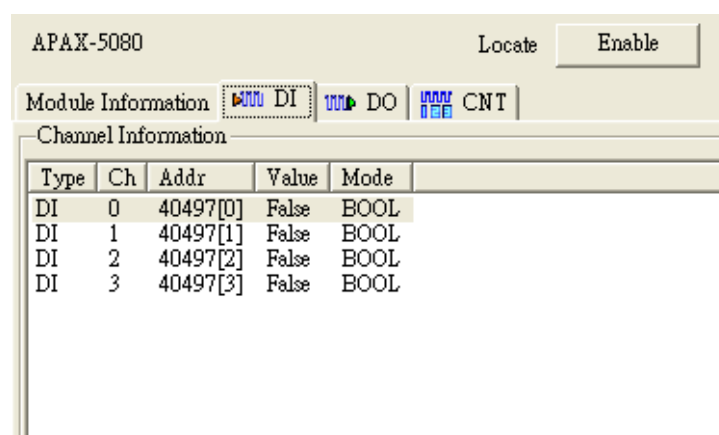 APAX-5080 Locate Enable
Module Information DI DO CNT
Channel Information
Type Ch Addr Value Mode
DI 0 40497[0] False BOOL
DI 1 40497[1] False BOOL
DI 2 40497[2] False BOOL
DI 3 40497[3] False BOOL